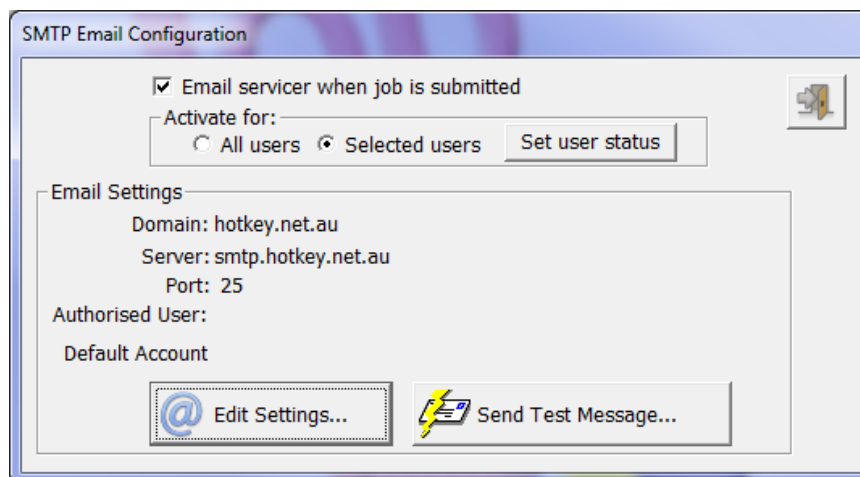 SMTP Email Configuration
Email servicer when job is submitted
Activate for:
All users Selected users Set user status
Email Settings
Domain: hotkey.net.au
Server: smtp.hotkey.net.au
Port: 25
Authorised User:
Default Account
@ Edit Settings... Send Test Message...